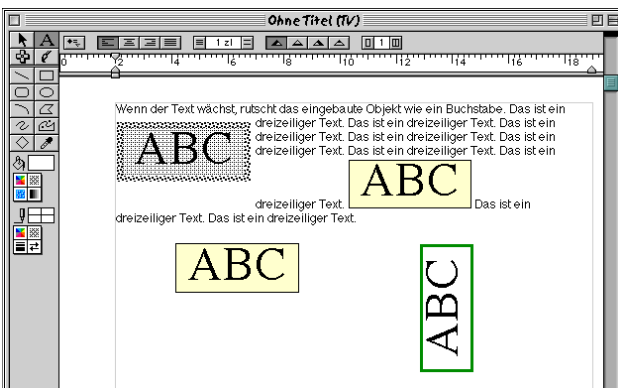 Ohne Titel (TV)
A
1 zl
1
0 2 4 6 8 10 12 14 16 18
Wenn der Text wächst, rutscht das eingebaute Objekt wie ein Buchstabe. Das ist ein
dreizeiliger Text. Das ist ein dreizeiliger Text. Das ist ein
dreizeiliger Text. Das ist ein dreizeiliger Text. Das ist ein
dreizeiliger Text. Das ist ein dreizeiliger Text. Das ist ein
ABC
dreizeiliger Text. ABC Das ist ein
dreizeiliger Text. Das ist ein dreizeiliger Text.
ABC
ABC